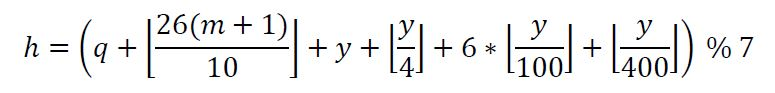 h = (q + ⌊26(m + 1)/10⌋ + y + ⌊y/4⌋ + 6 * ⌊y/100⌋ + ⌊y/400⌋) % 7